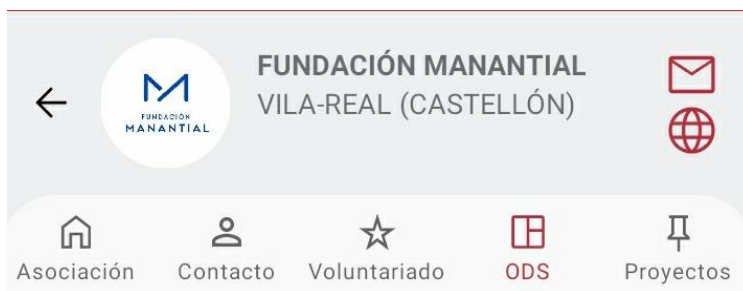 FUNDACIÓN MANANTIAL
VILA-REAL (CASTELLÓN)
FUNDACIÓN
MANANTIAL
Asociación Contacto Voluntariado ODS Proyectos